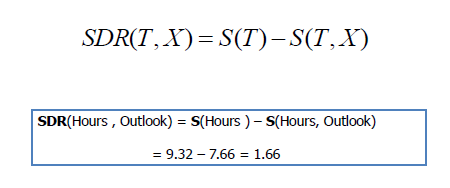 SDR(T, X) = S(T) – S(T, X)
SDR(Hours , Outlook) = S(Hours ) – S(Hours, Outlook)
= 9.32 – 7.66 = 1.66